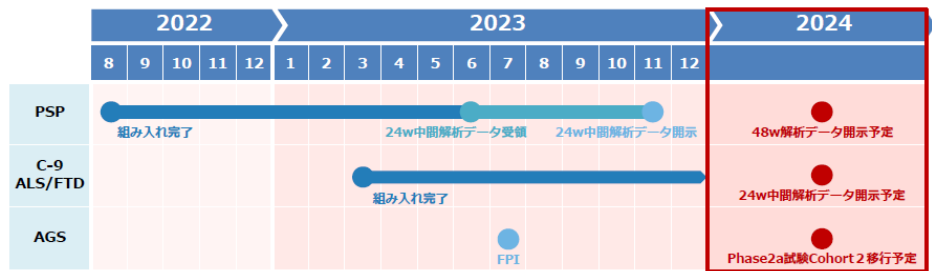 2022 2023 2024
8 9 10 11 12 1 2 3 4 5 6 7 8 9 10 11 12
PSP
組み入れ完了 24w中間解析データ受領 24w中間解析データ開示 48w解析データ開示予定
C-9
ALS/FTD
組み入れ完了 24w中間解析データ開示予定
AGS
FPI Phase2a試験Cohort２移行予定